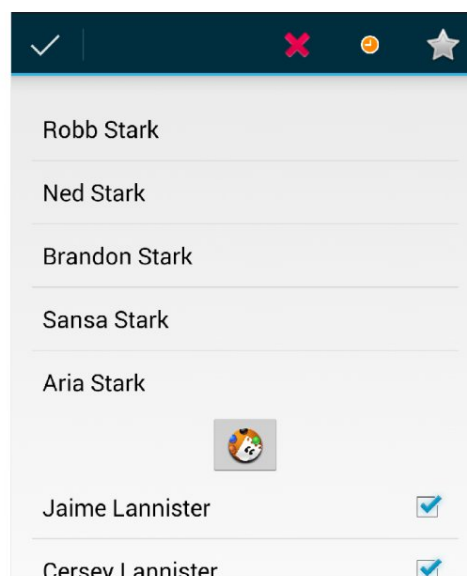 Robb Stark
Ned Stark
Brandon Stark
Sansa Stark
Aria Stark
Jaime Lannister
Cersey Lannister